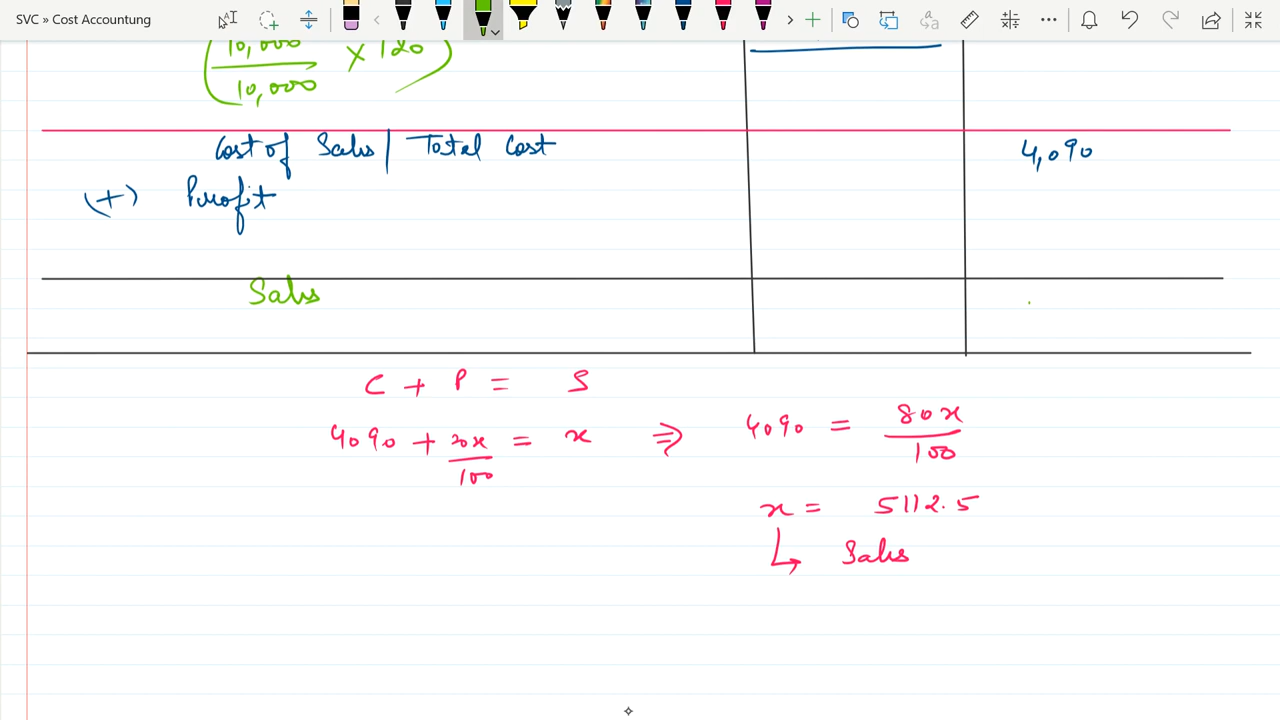 SVC » Cost Accountung
(10,000 / 10,000 × 120)
Cost of Sales | Total Cost 4,090
(+) Profit
Sales
C + P = S
4090 + 20x/100 = x ⇒ 4090 = 80x/100
x = 5112.5
↳ Sales